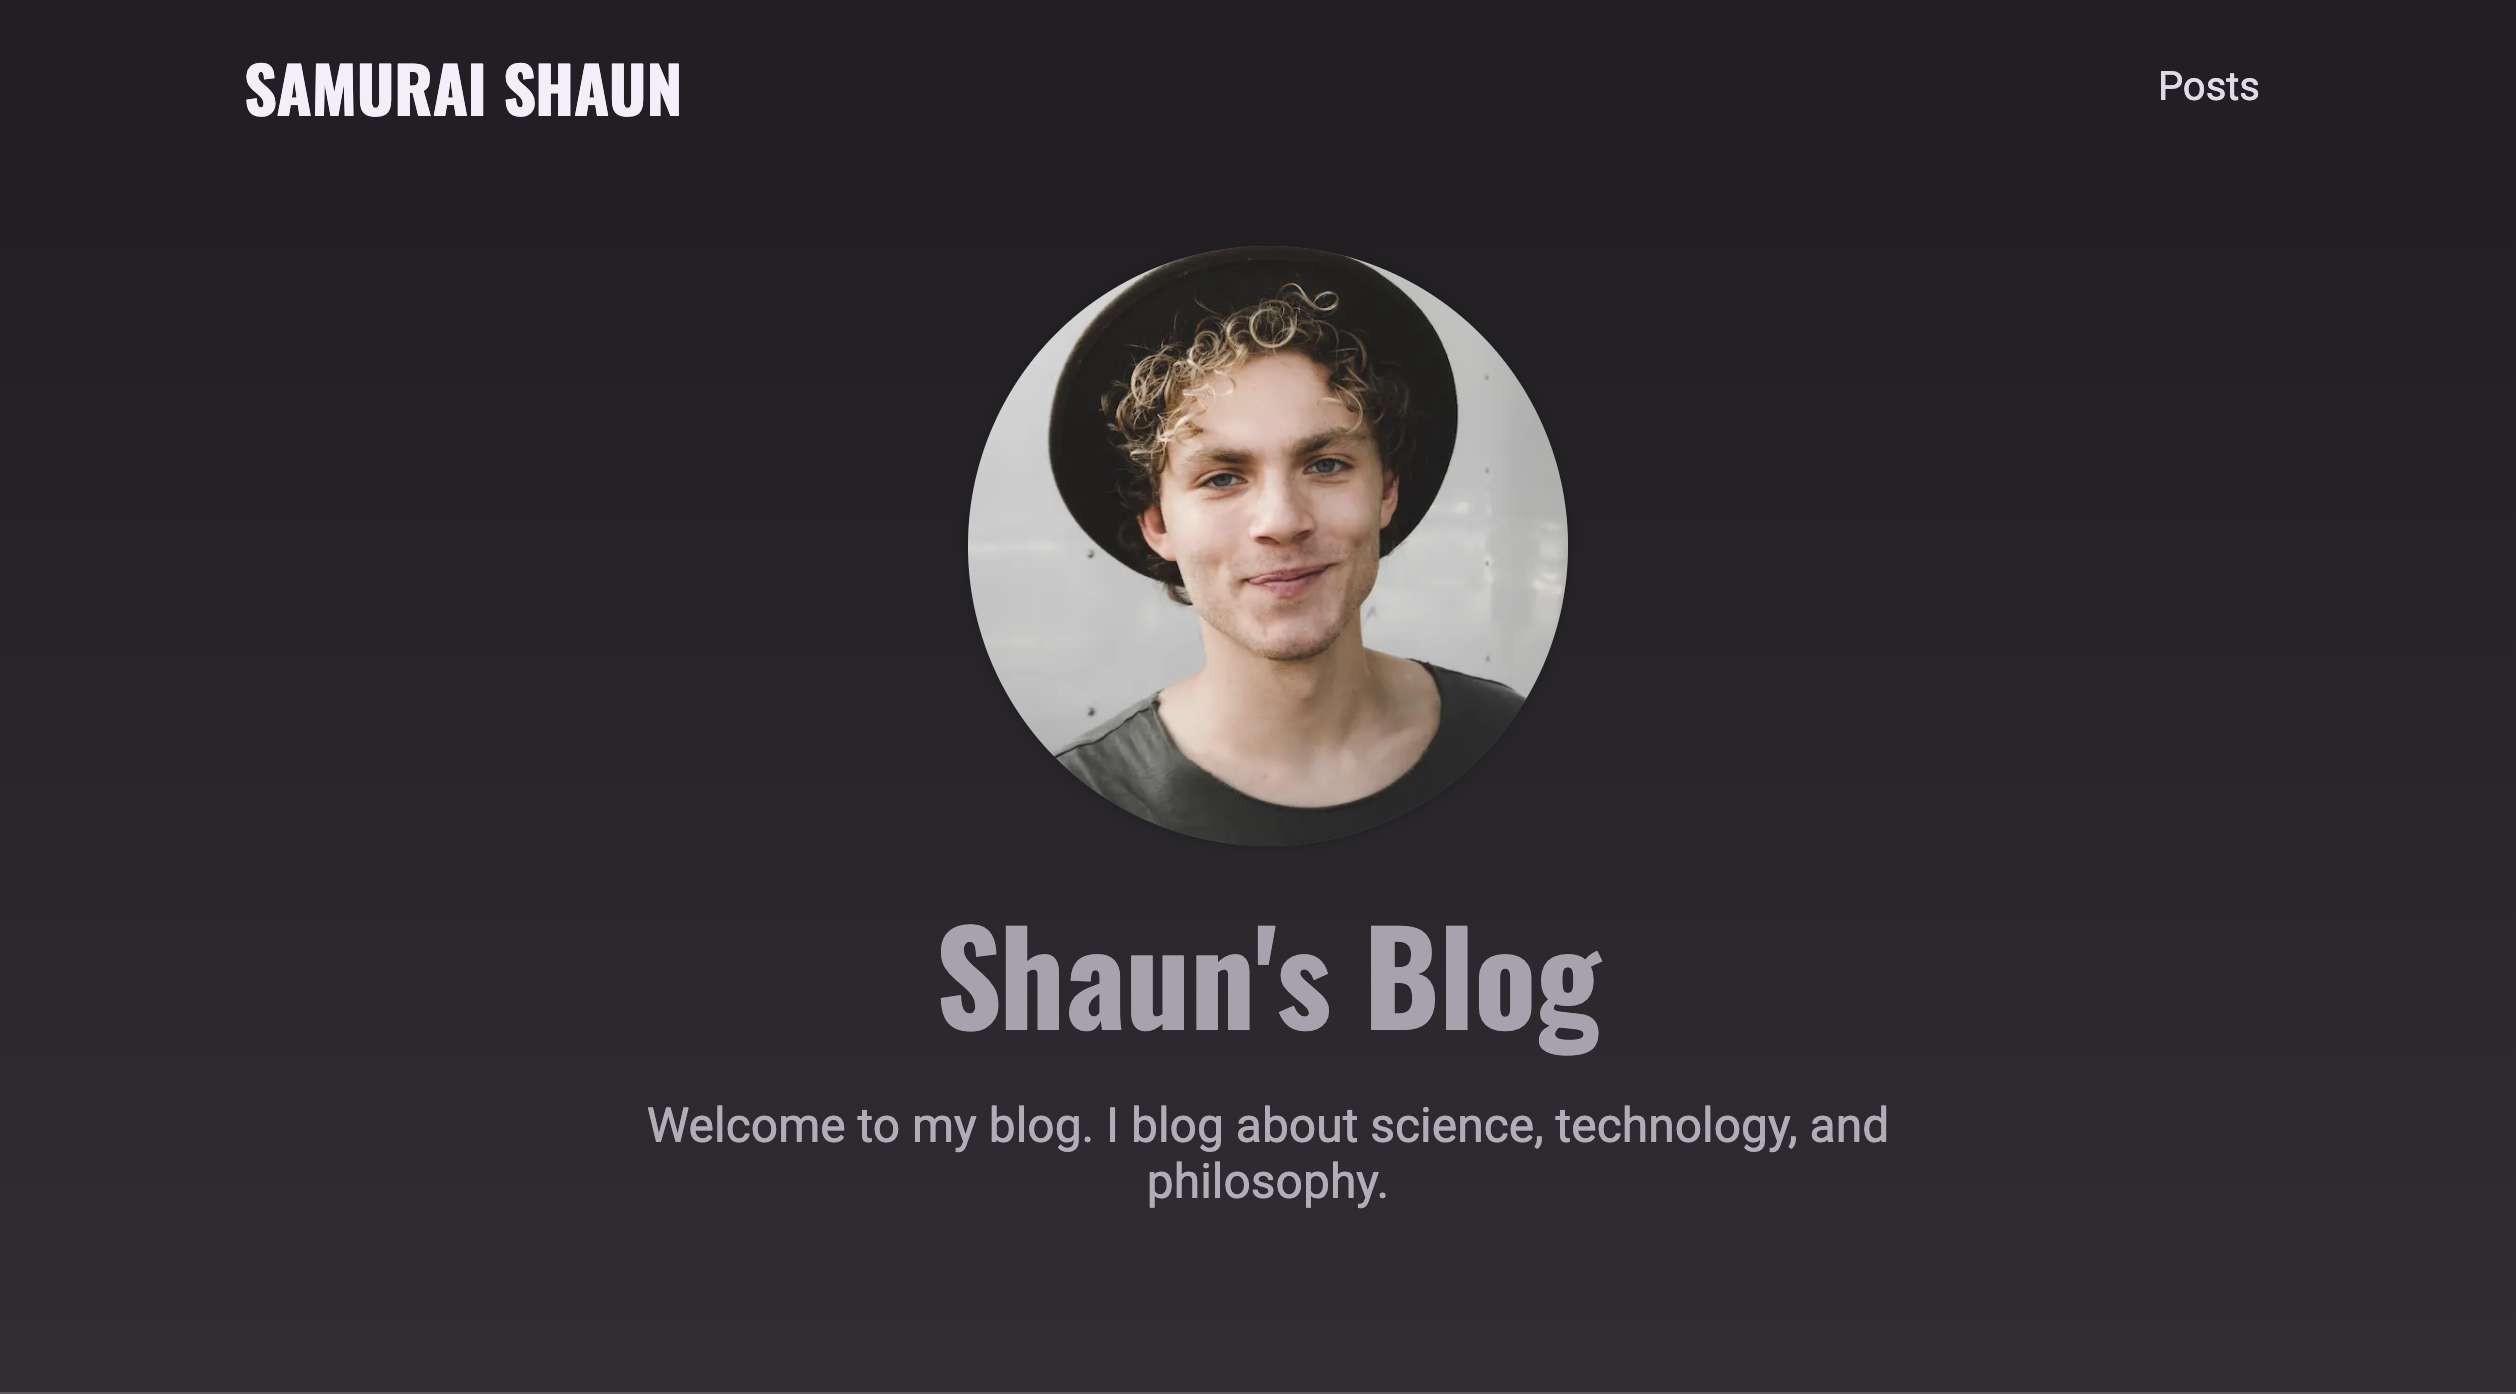 SAMURAI SHAUN
Posts
Shaun's Blog
Welcome to my blog. I blog about science, technology, and
philosophy.